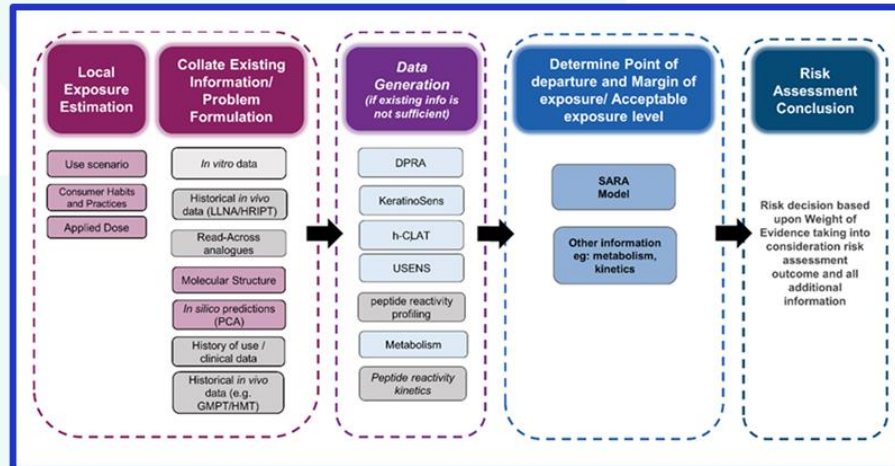 Local
Exposure
Estimation
Use scenario
Consumer Habits
and Practices
Applied Dose
Collate Existing
Information/
Problem
Formulation
In vitro data
Historical in vivo
data (LLNA/HRIPT)
Read-Across
analogues
Molecular Structure
In silico predictions
(PCA)
History of use /
clinical data
Historical in vivo
data (e.g.
GMPT/HMT)
Data
Generation
(if existing info is
not sufficient)
DPRA
KeratinoSens
h-CLAT
USENS
peptide reactivity
profiling
Metabolism
Peptide reactivity
kinetics
Determine Point of
departure and Margin of
exposure/ Acceptable
exposure level
SARA
Model
Other information
eg: metabolism,
kinetics
Risk
Assessment
Conclusion
Risk decision based
upon Weight of
Evidence taking into
consideration risk
assessment
outcome and all
additional
information